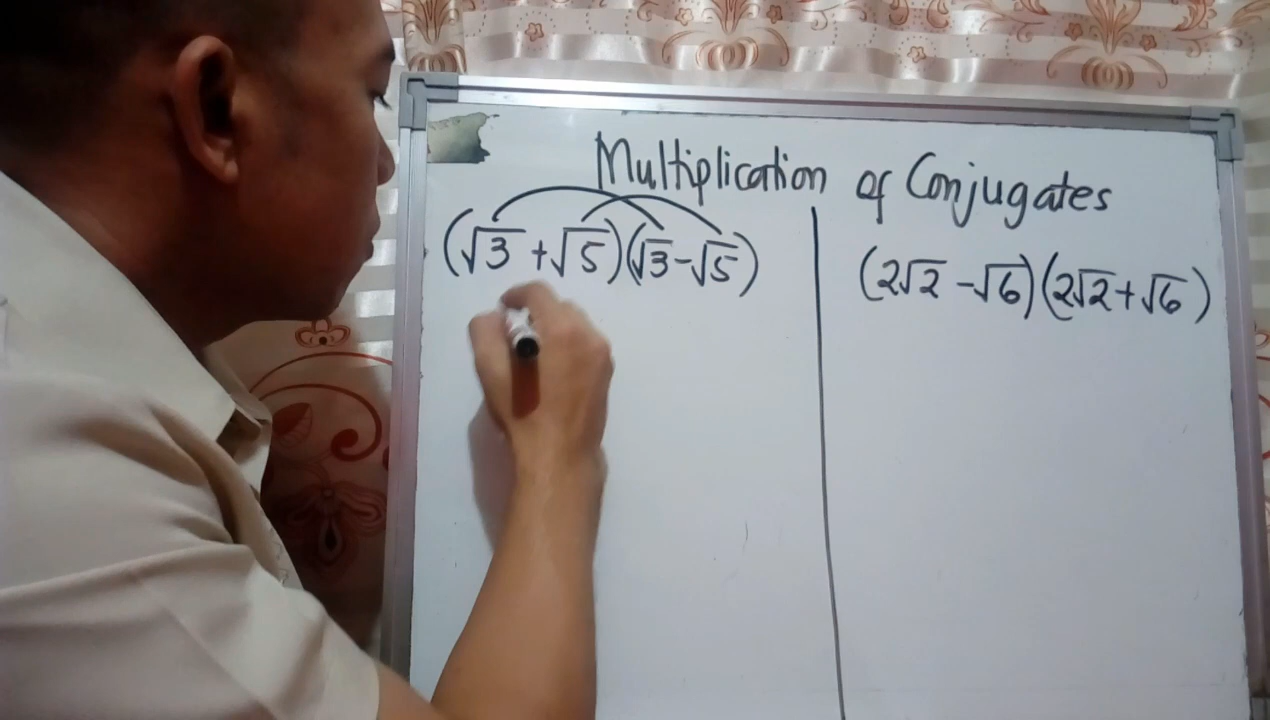 Multiplication of Conjugates
(√3 + √5)(√3 - √5)
(2√2 - √6)(2√2 + √6)